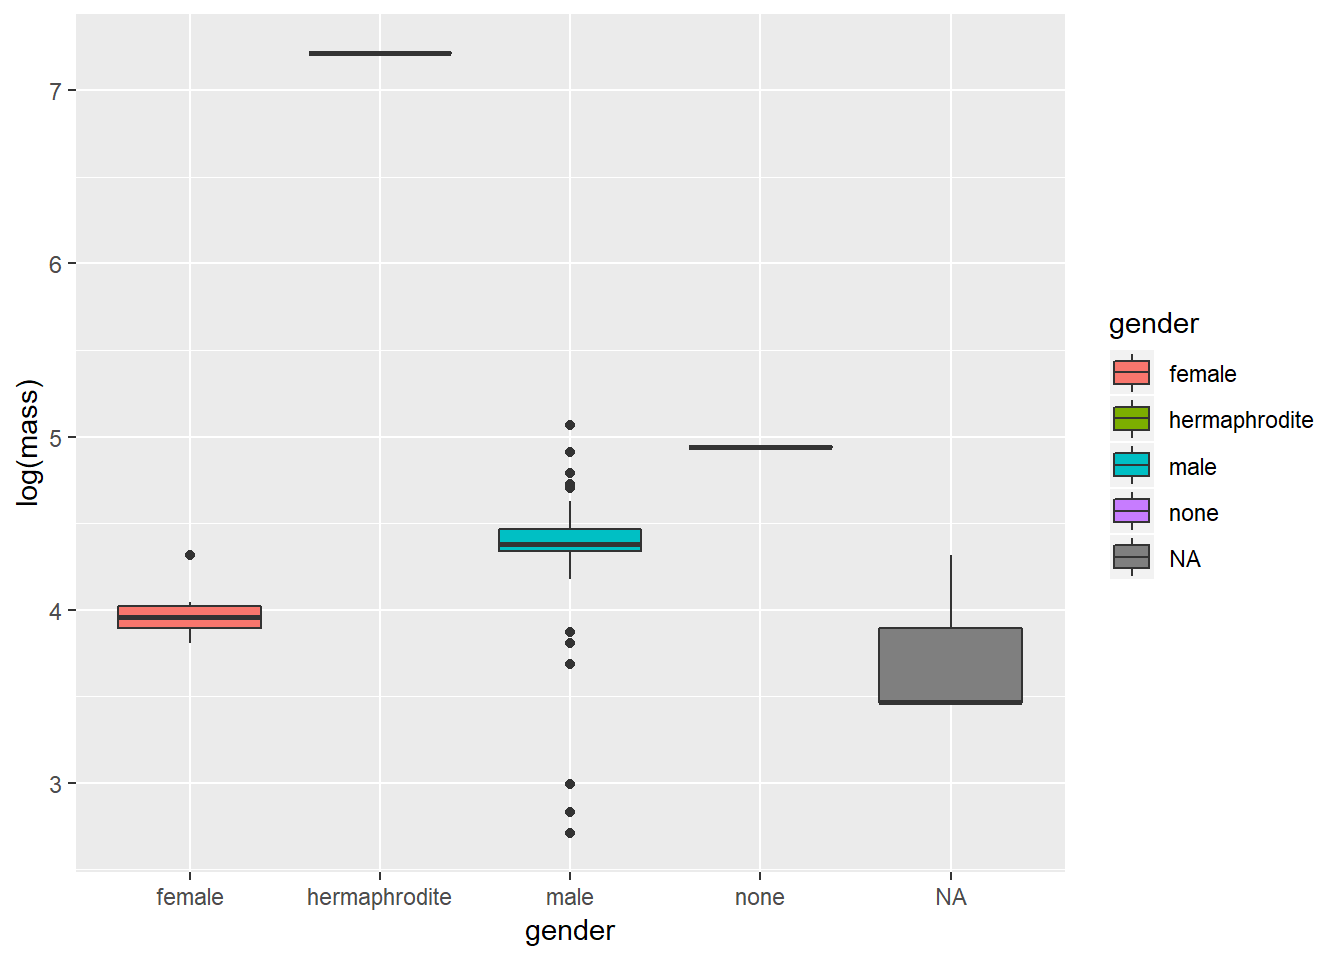 7
6
5
4
3
log(mass)
female
hermaphrodite
male
none
NA
gender
gender
female
hermaphrodite
male
none
NA